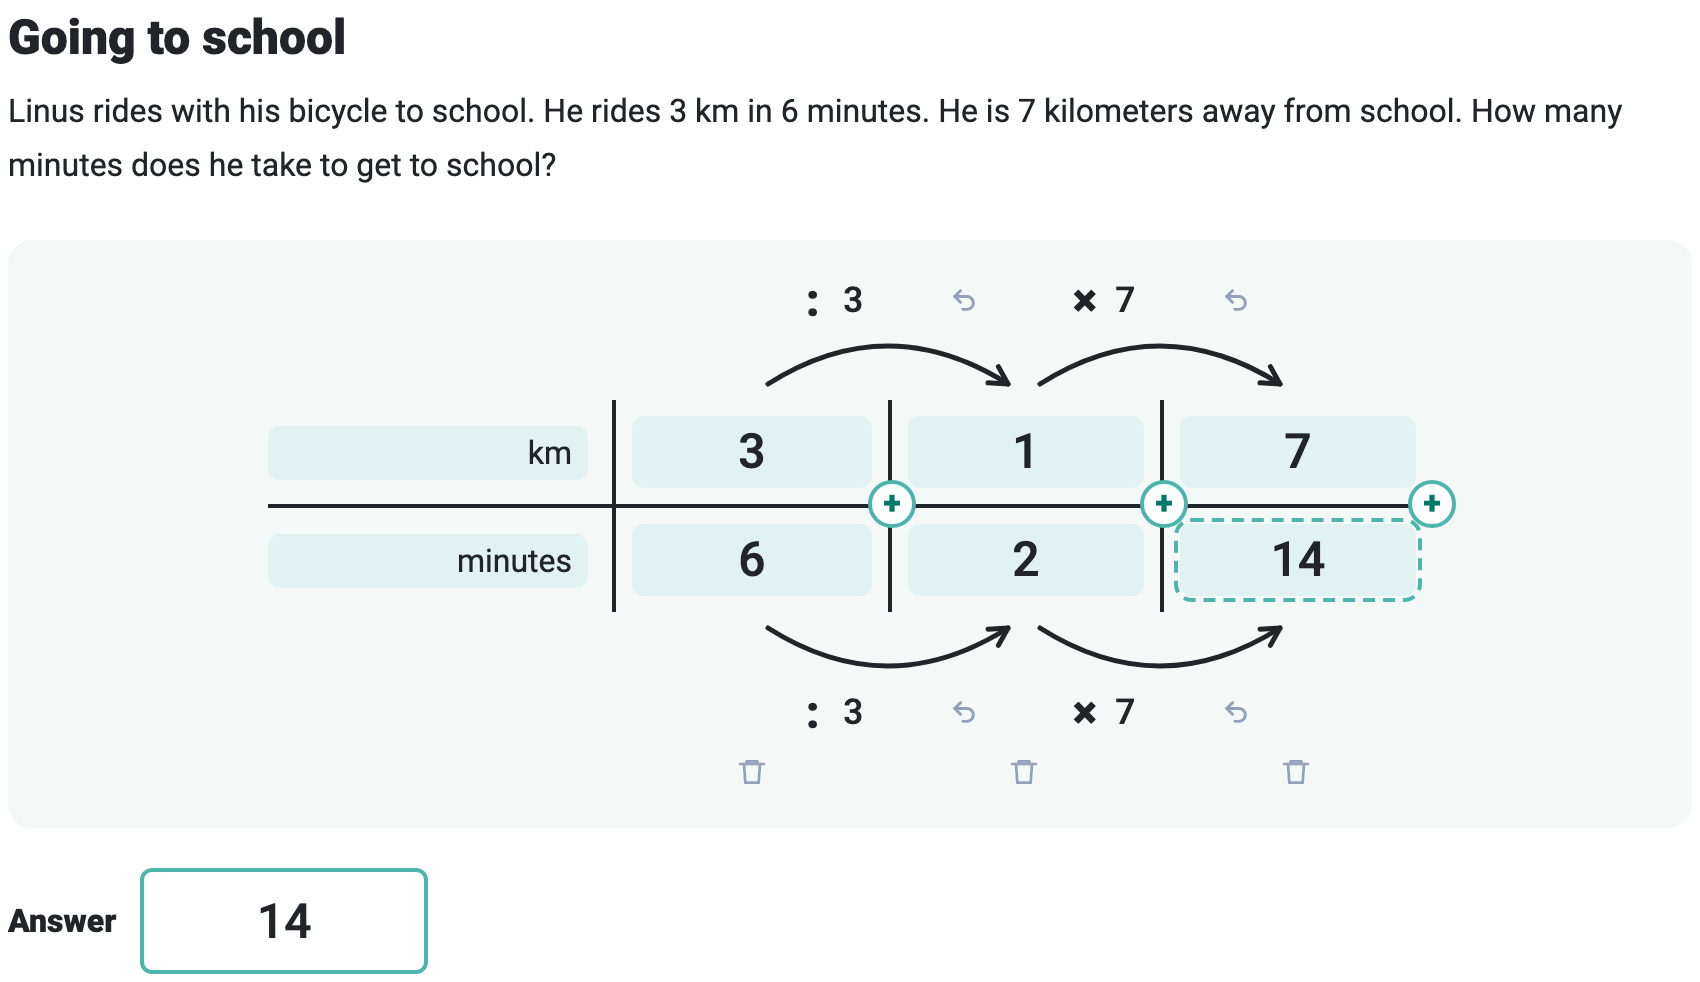 Going to school
Linus rides with his bicycle to school. He rides 3 km in 6 minutes. He is 7 kilometers away from school. How many
minutes does he take to get to school?
: 3 × 7
km 3 1 7
minutes 6 2 14
: 3 × 7
Answer 14